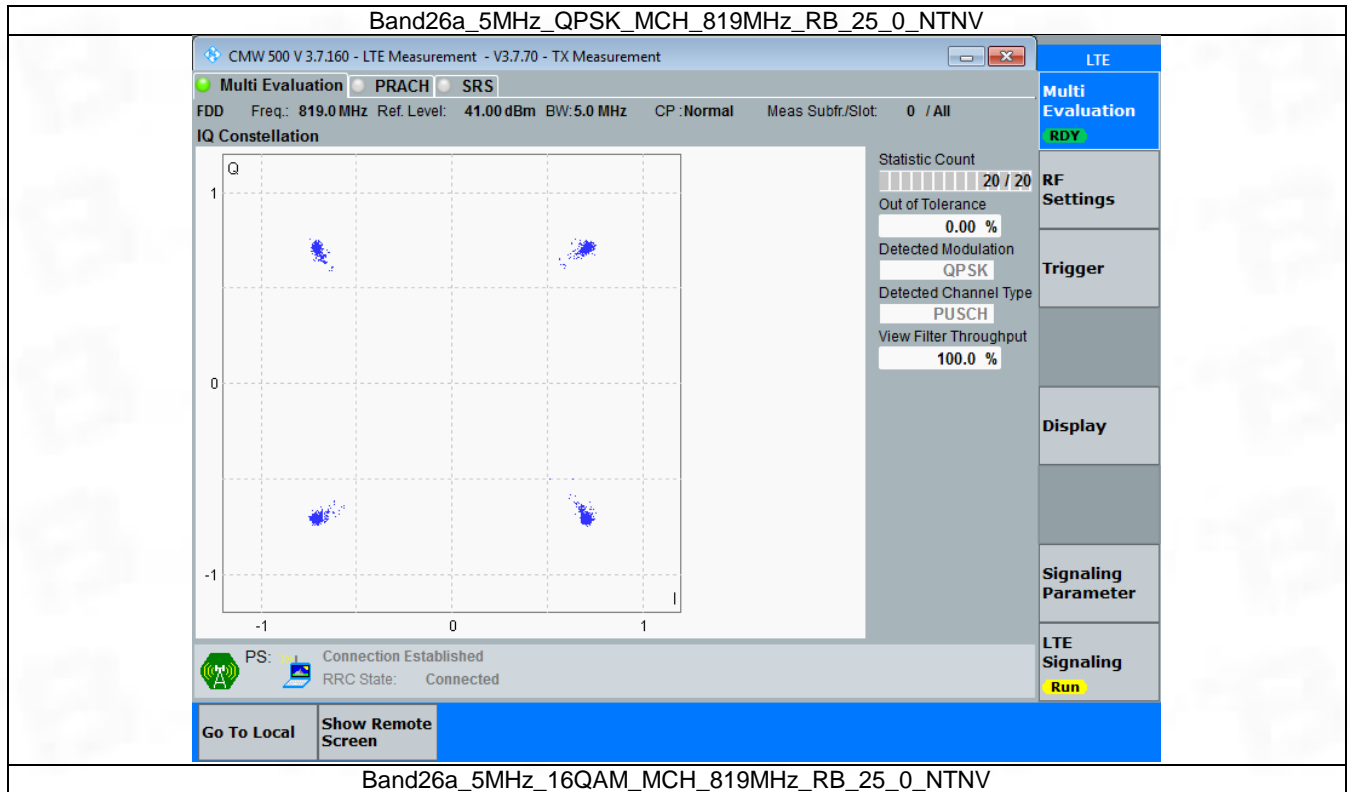 Band26a_5MHz_QPSK_MCH_819MHz_RB_25_0_NTNV
CMW 500 V 3.7.160 - LTE Measurement - V3.7.70 - TX Measurement
LTE
Multi Evaluation PRACH SRS
FDD Freq.: 819.0 MHz Ref. Level: 41.00 dBm BW: 5.0 MHz CP : Normal Meas Subfr./Slot: 0 / All
IQ Constellation
Q
1
0
-1
I
-1 0 1
Statistic Count
20 / 20
Out of Tolerance
0.00 %
Detected Modulation
QPSK
Detected Channel Type
PUSCH
View Filter Throughput
100.0 %
Multi
Evaluation
RDY
RF
Settings
Trigger
Display
Signaling
Parameter
LTE
Signaling
Run
PS: Connection Established
RRC State: Connected
Go To Local
Show Remote
Screen
Band26a_5MHz_16QAM_MCH_819MHz_RB_25_0_NTNV